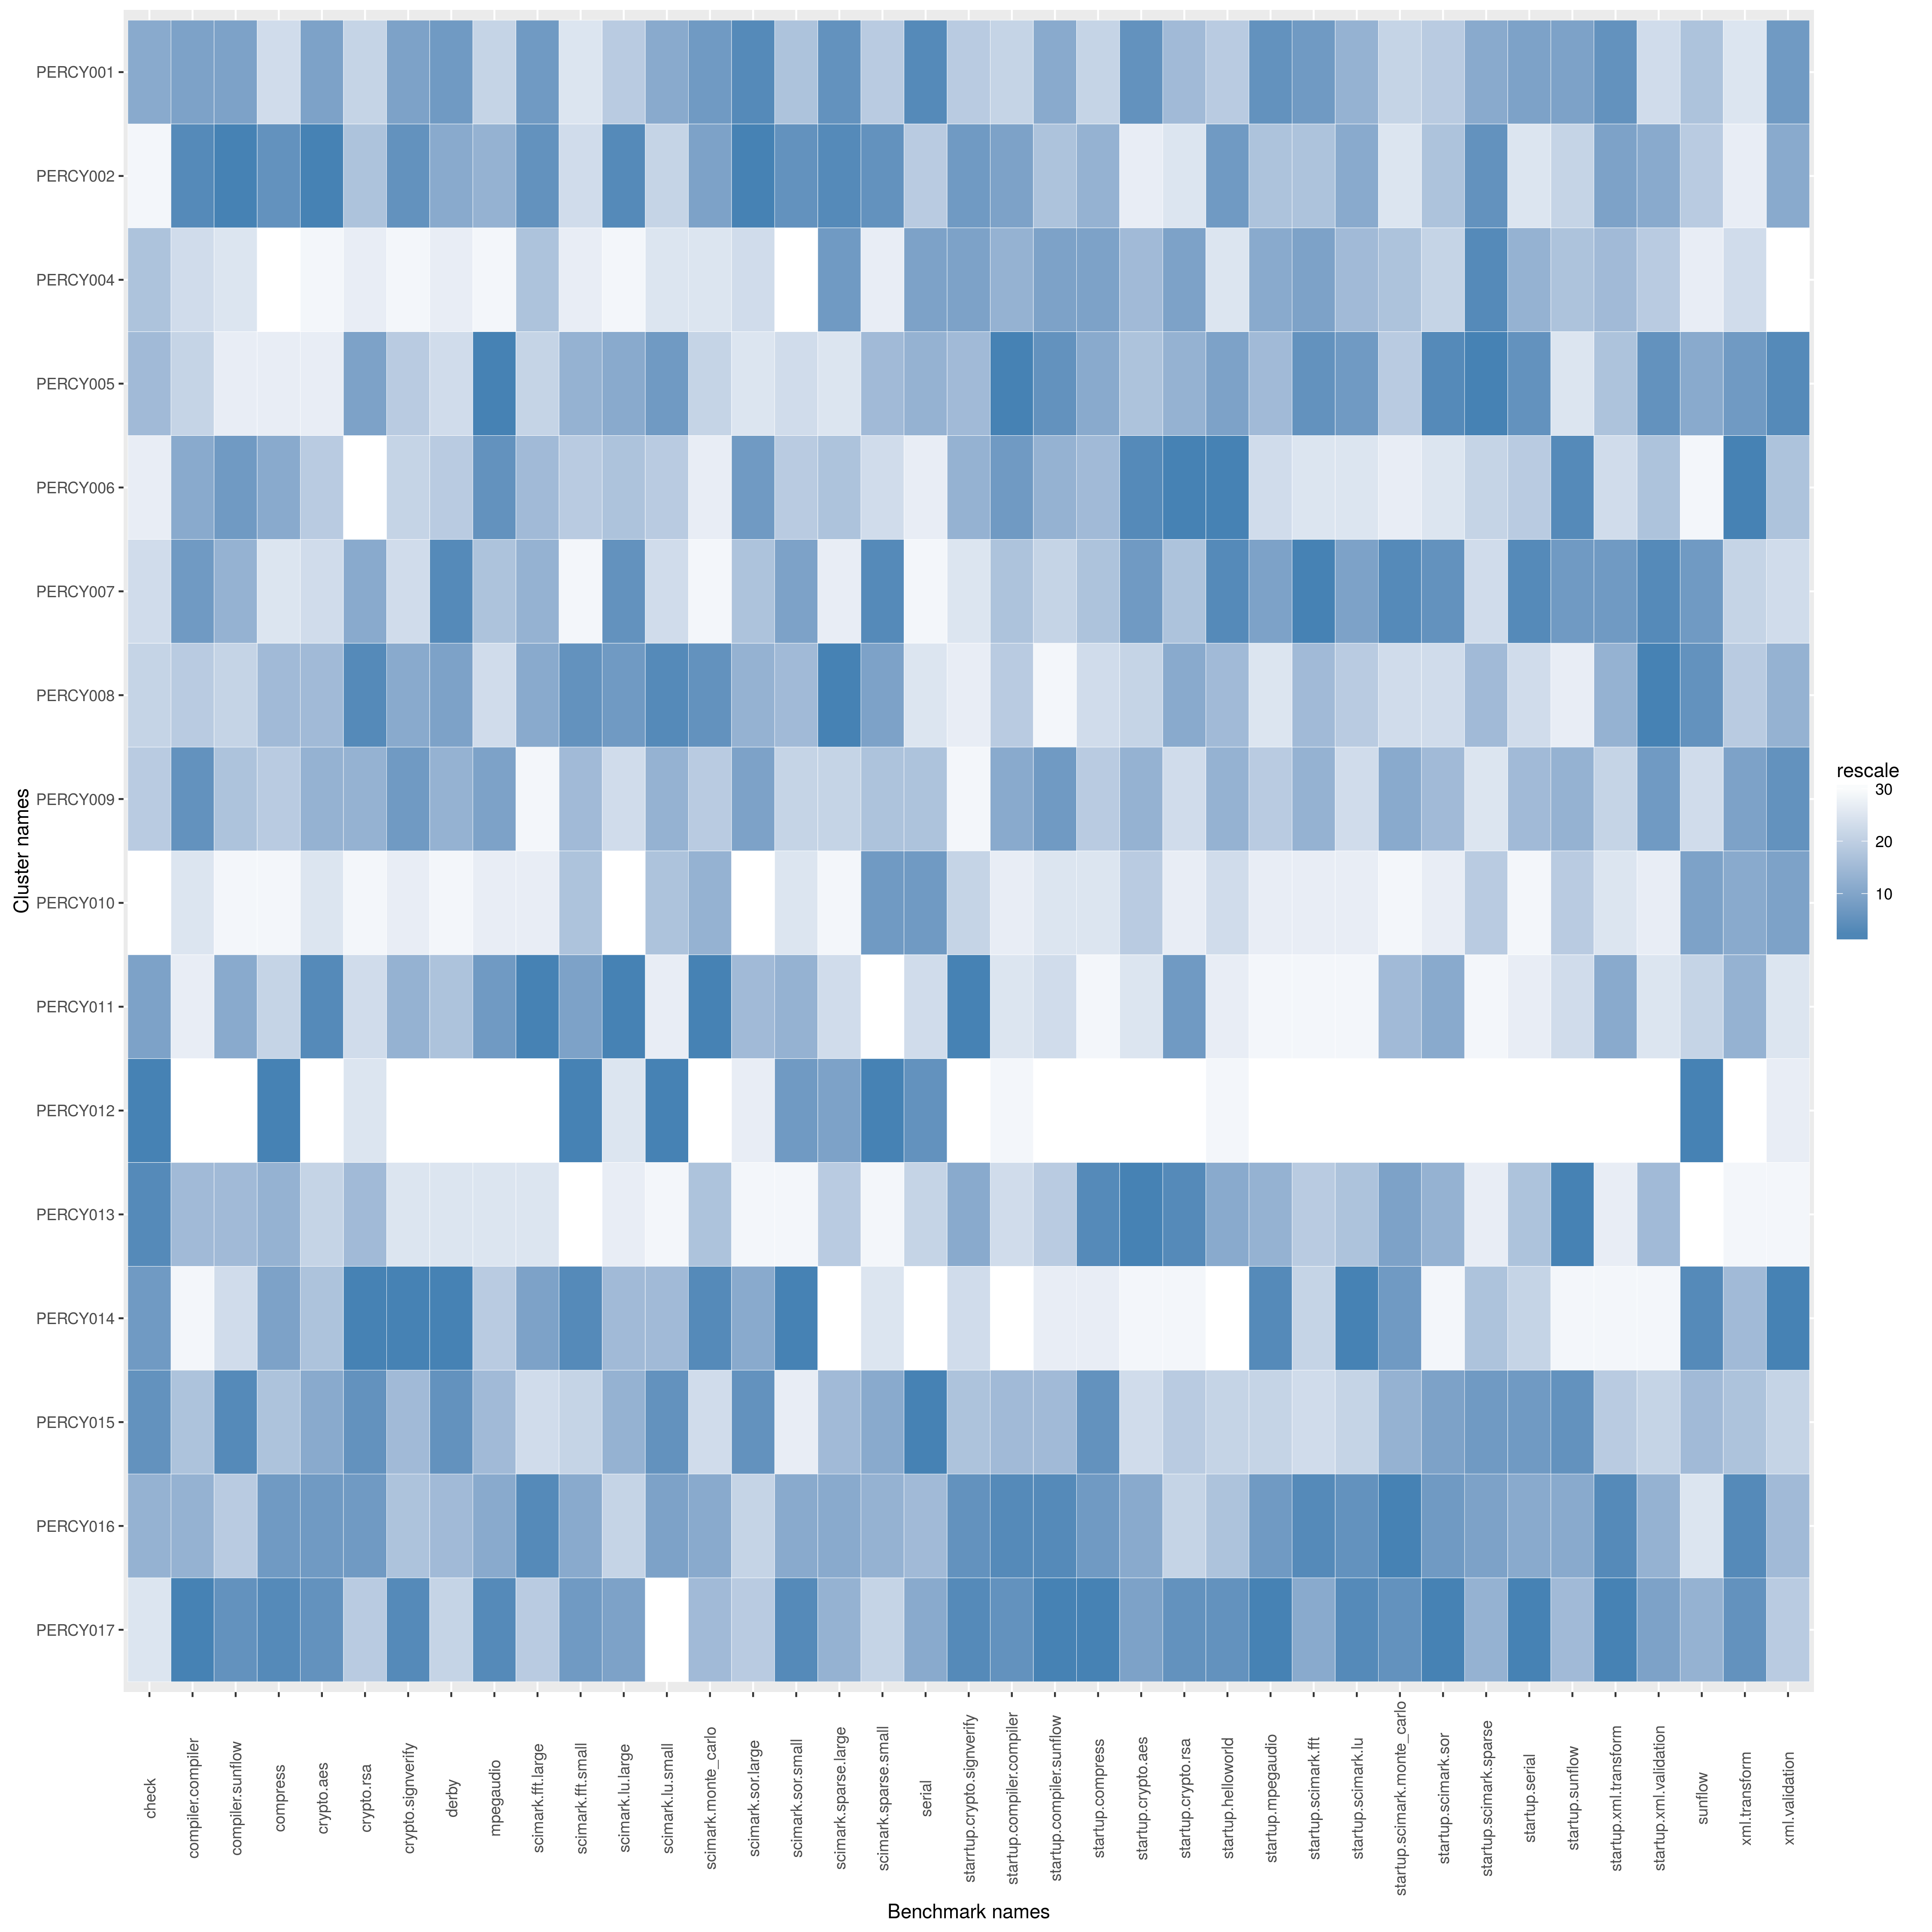 PERCY001
PERCY002
PERCY004
PERCY005
PERCY006
PERCY007
PERCY008
PERCY009
PERCY010
PERCY011
PERCY012
PERCY013
PERCY014
PERCY015
PERCY016
PERCY017
Cluster names
rescale
30
20
10
check
compiler.compiler
compiler.sunflow
compress
crypto.aes
crypto.rsa
crypto.signverify
derby
mpegaudio
scimark.fft.large
scimark.fft.small
scimark.lu.large
scimark.lu.small
scimark.monte_carlo
scimark.sor.large
scimark.sor.small
scimark.sparse.large
scimark.sparse.small
serial
starrtup.crypto.signverify
startup.compiler.compiler
startup.compiler.sunflow
startup.compress
startup.crypto.aes
startup.crypto.rsa
startup.helloworld
startup.mpegaudio
startup.scimark.fft
startup.scimark.lu
startup.scimark.monte_carlo
startup.scimark.sor
startup.scimark.sparse
startup.serial
startup.sunflow
startup.xml.transform
startup.xml.validation
sunflow
xml.transform
xml.validation
Benchmark names